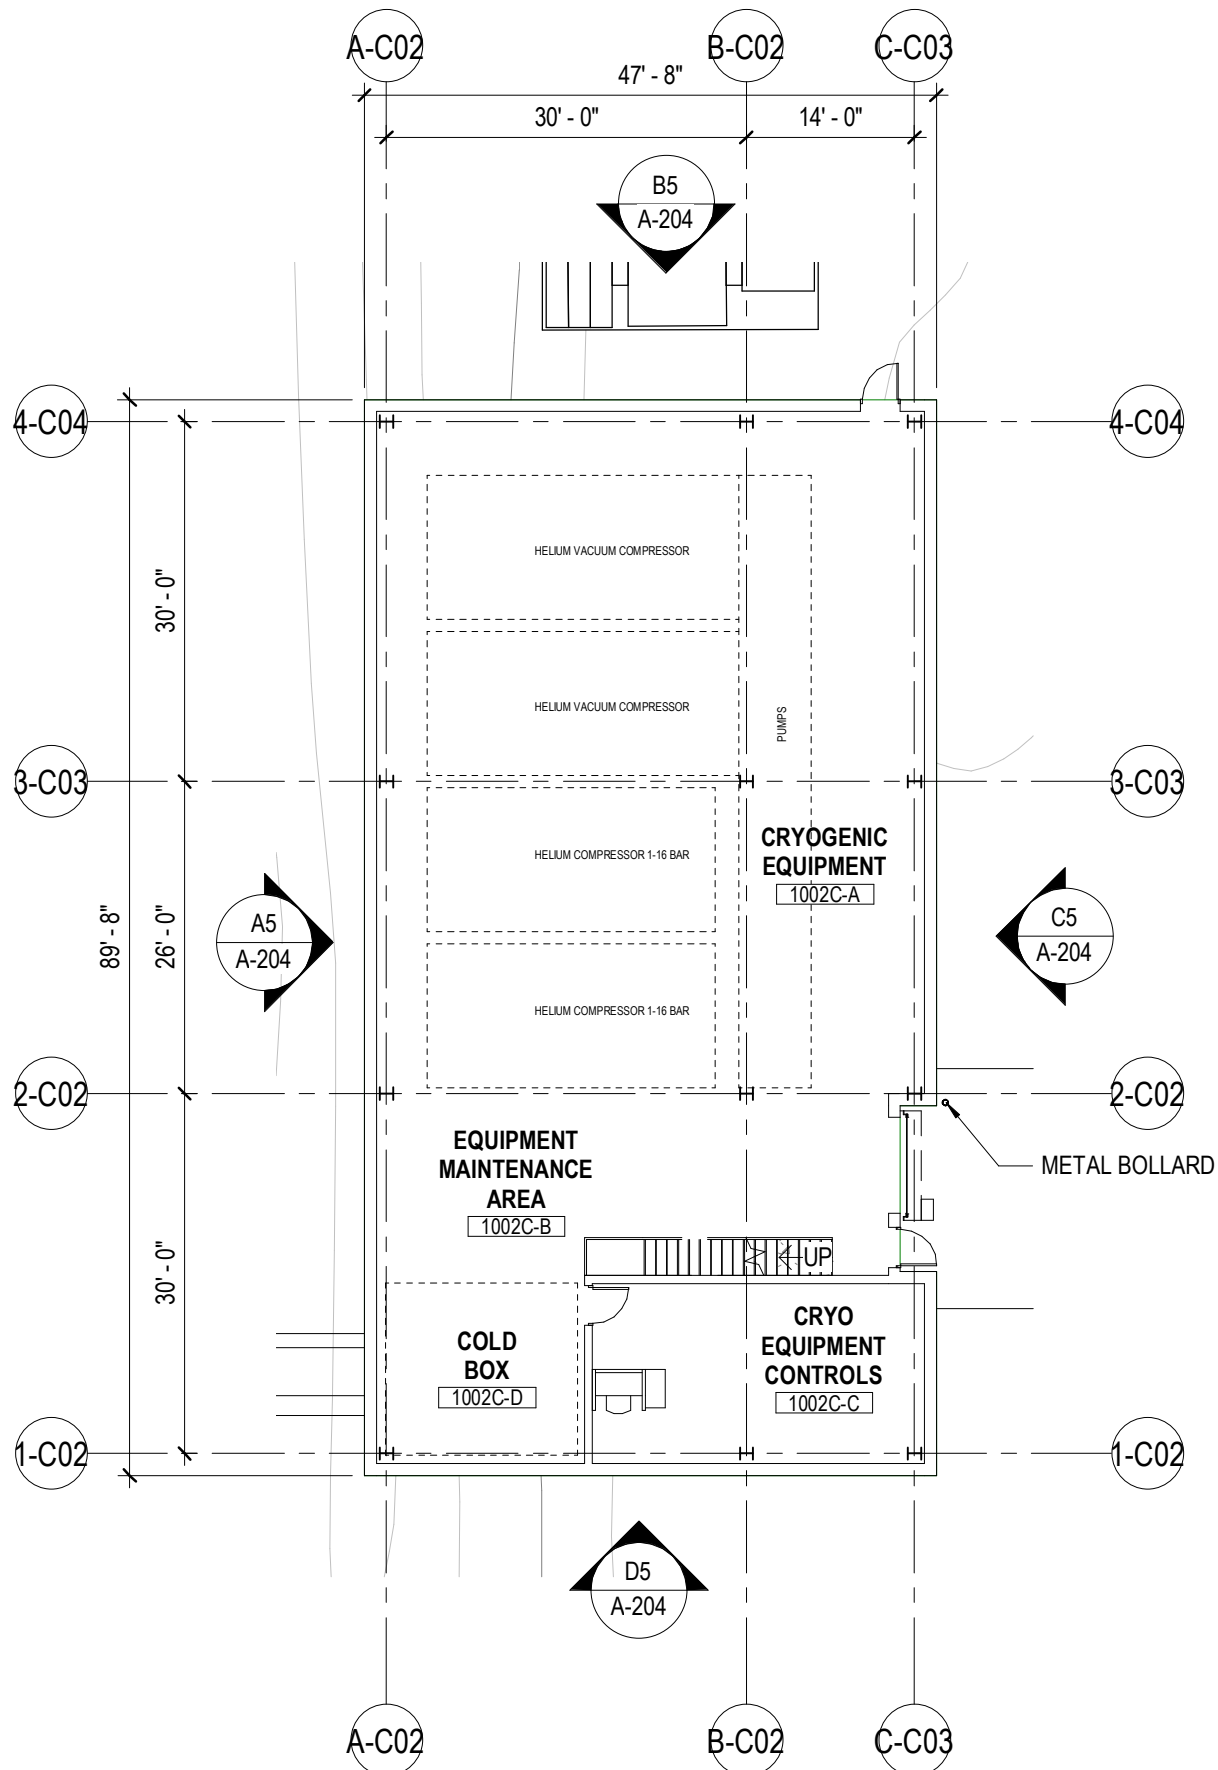 A-C02
B-C02
C-C03
47' - 8"
30' - 0"
14' - 0"
B5
A-204
4-C04
4-C04
30' - 0"
HELIUM VACUUM COMPRESSOR
HELIUM VACUUM COMPRESSOR
PUMPS
3-C03
3-C03
HELIUM COMPRESSOR 1-16 BAR
CRYOGENIC
EQUIPMENT
1002C-A
89' - 8"
26' - 0"
A5
A-204
C5
A-204
HELIUM COMPRESSOR 1-16 BAR
2-C02
2-C02
EQUIPMENT
MAINTENANCE
AREA
1002C-B
METAL BOLLARD
30' - 0"
UP
COLD
BOX
1002C-D
CRYO
EQUIPMENT
CONTROLS
1002C-C
1-C02
1-C02
D5
A-204
A-C02
B-C02
C-C03